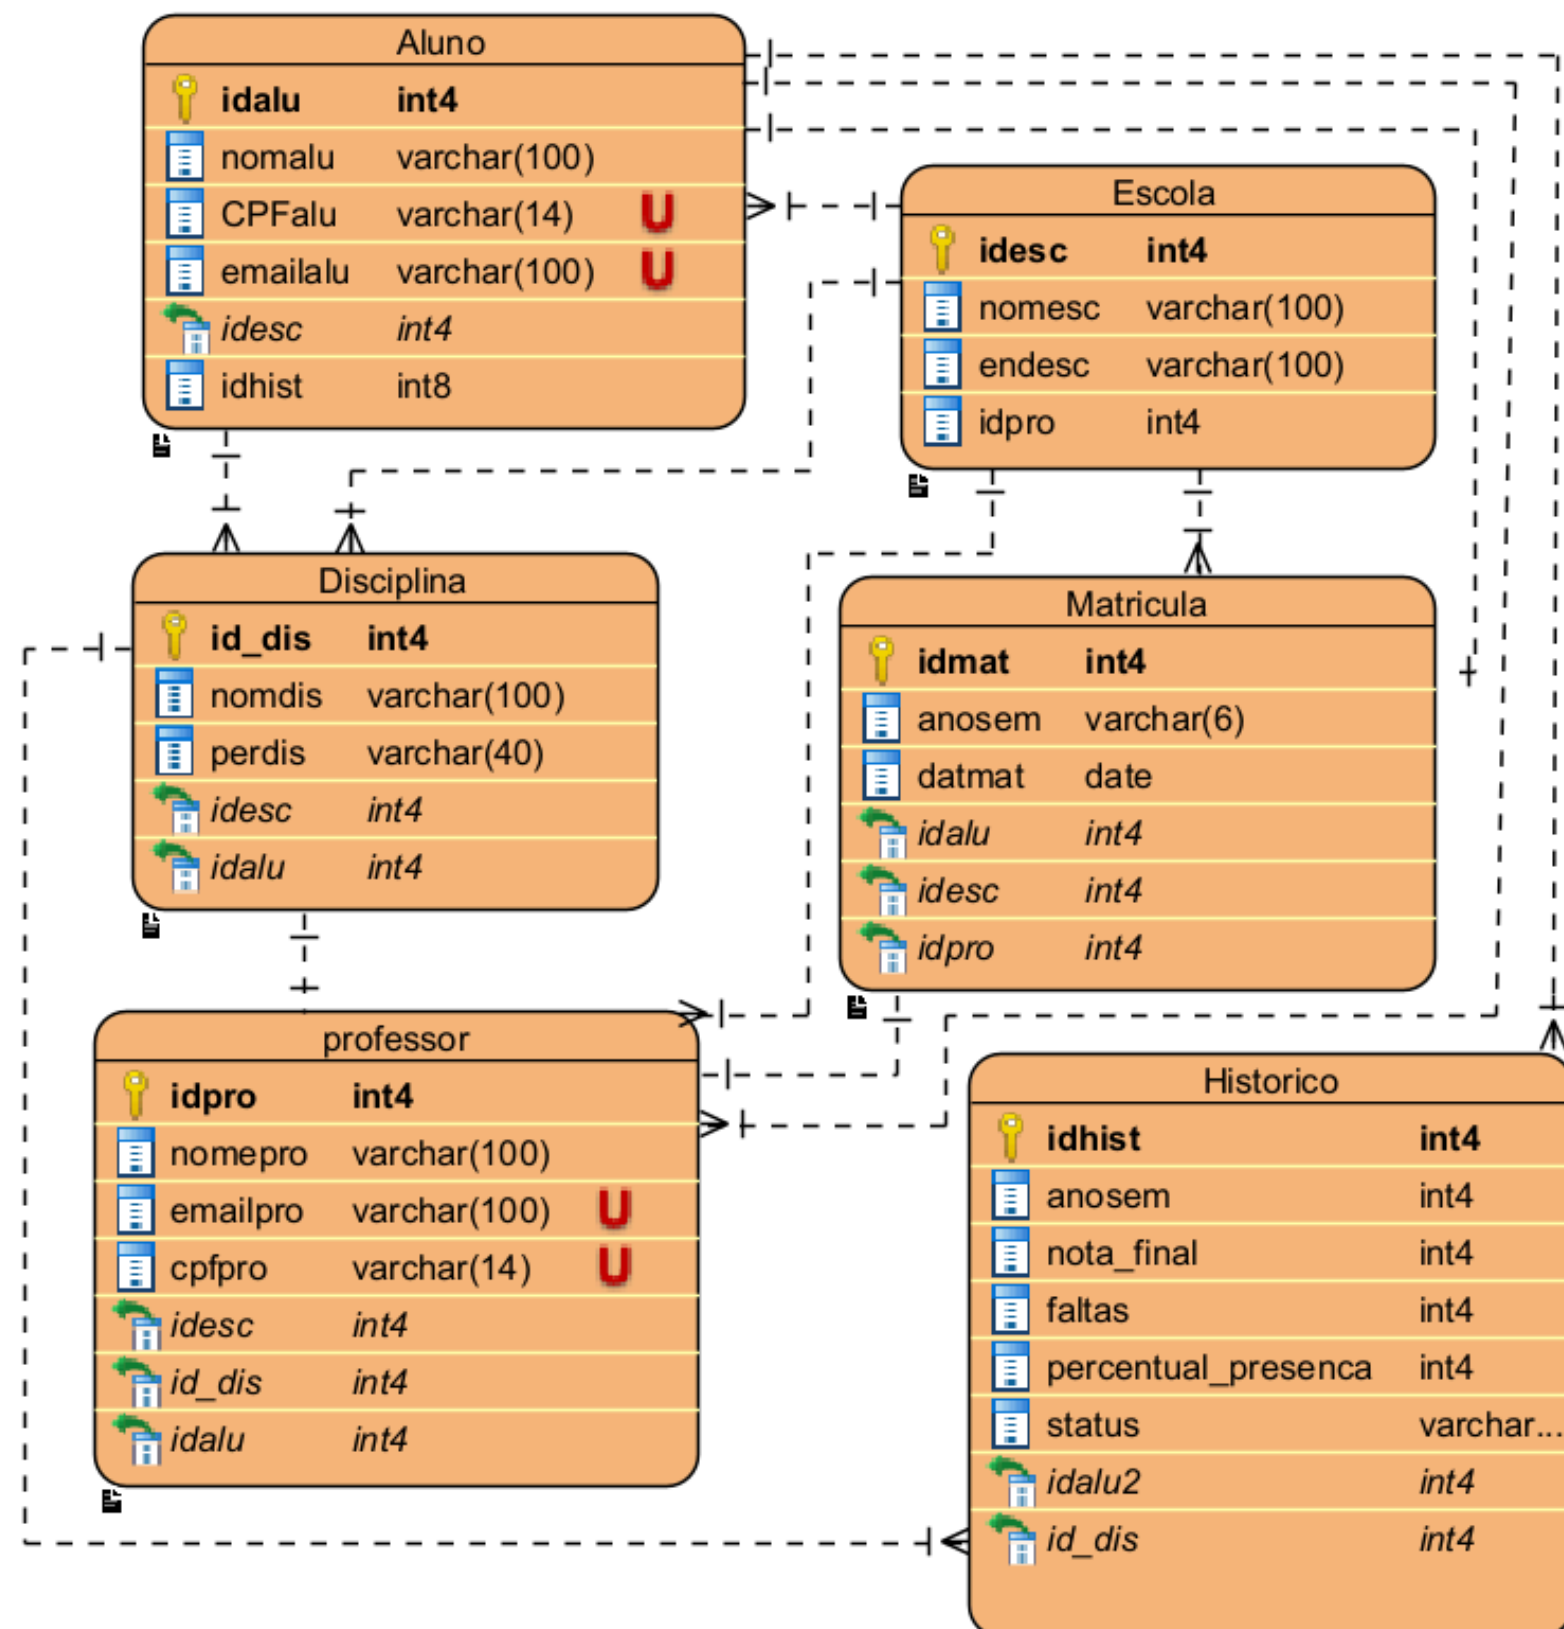 Aluno
idalu int4
nomalu varchar(100)
CPFalu varchar(14) U
emailalu varchar(100) U
idesc int4
idhist int8
Escola
idesc int4
nomesc varchar(100)
endesc varchar(100)
idpro int4
Disciplina
id_dis int4
nomdis varchar(100)
perdis varchar(40)
idesc int4
idalu int4
Matricula
idmat int4
anosem varchar(6)
datmat date
idalu int4
idesc int4
idpro int4
professor
idpro int4
nomepro varchar(100)
emailpro varchar(100) U
cpfpro varchar(14) U
idesc int4
id_dis int4
idalu int4
Historico
idhist int4
anosem int4
nota_final int4
faltas int4
percentual_presenca int4
status varchar...
idalu2 int4
id_dis int4